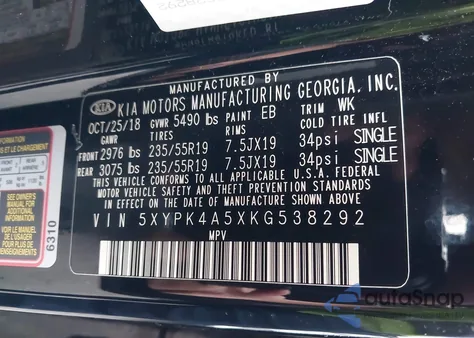 MANUFACTURED BY
KIA KIA MOTORS MANUFACTURING GEORGIA, INC.
OCT/25/18 GVWR 5490 lbs PAINT EB TRIM WK
TIRES RIMS COLD TIRE INFL
FRONT 2976 lbs 235/55R19 7.5JX19 34psi SINGLE
REAR 3075 lbs 235/55R19 7.5JX19 34psi SINGLE
THIS VEHICLE CONFORMS TO ALL APPLICABLE U.S.A. FEDERAL
MOTOR VEHICLE SAFETY AND THEFT PREVENTION STANDARDS
IN EFFECT ON THE DATE OF MANUFACTURE SHOWN ABOVE.
VIN 5XYPK4A5XKG538292
MPV
6310
autoSnap